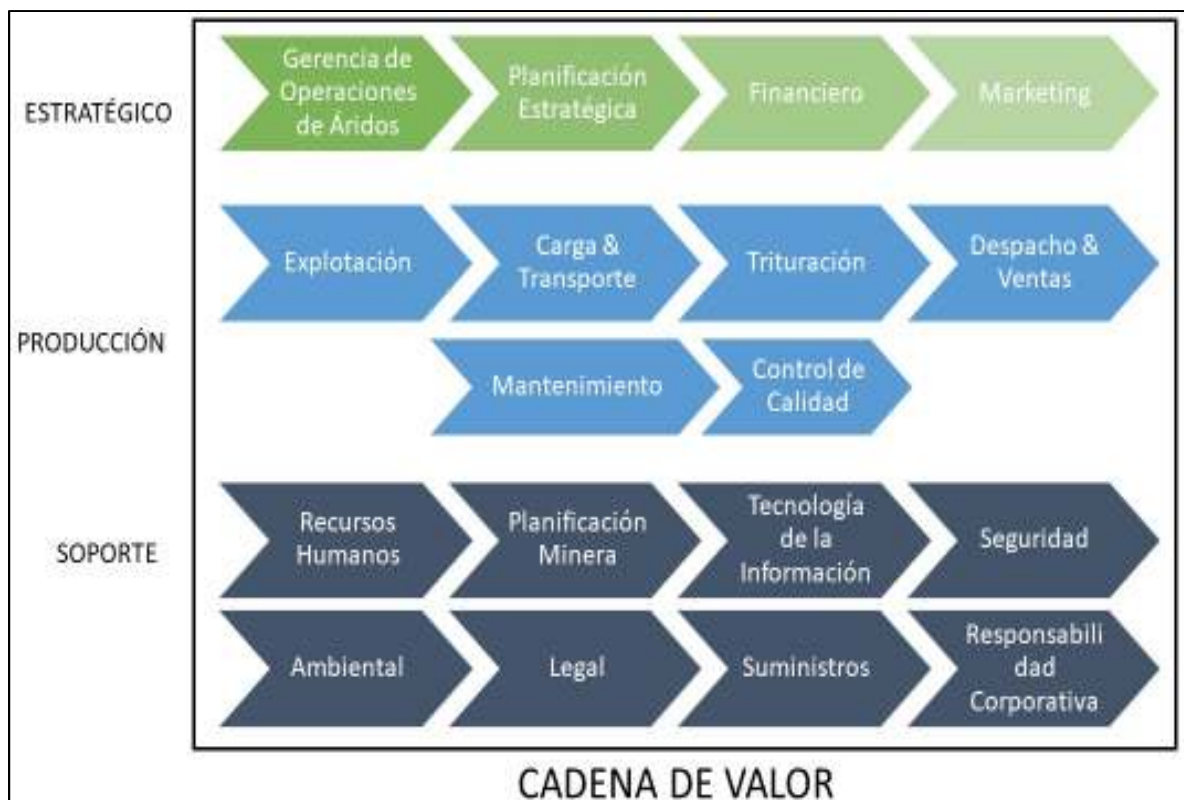 ESTRATÉGICO
Gerencia de
Operaciones
de Áridos
Planificación
Estratégica
Financiero
Marketing
PRODUCCIÓN
Explotación
Carga &
Transporte
Trituración
Despacho &
Ventas
Mantenimiento
Control de
Calidad
SOPORTE
Recursos
Humanos
Planificación
Minera
Tecnología
de la
Información
Seguridad
Ambiental
Legal
Suministros
Responsabili
dad
Corporativa
CADENA DE VALOR